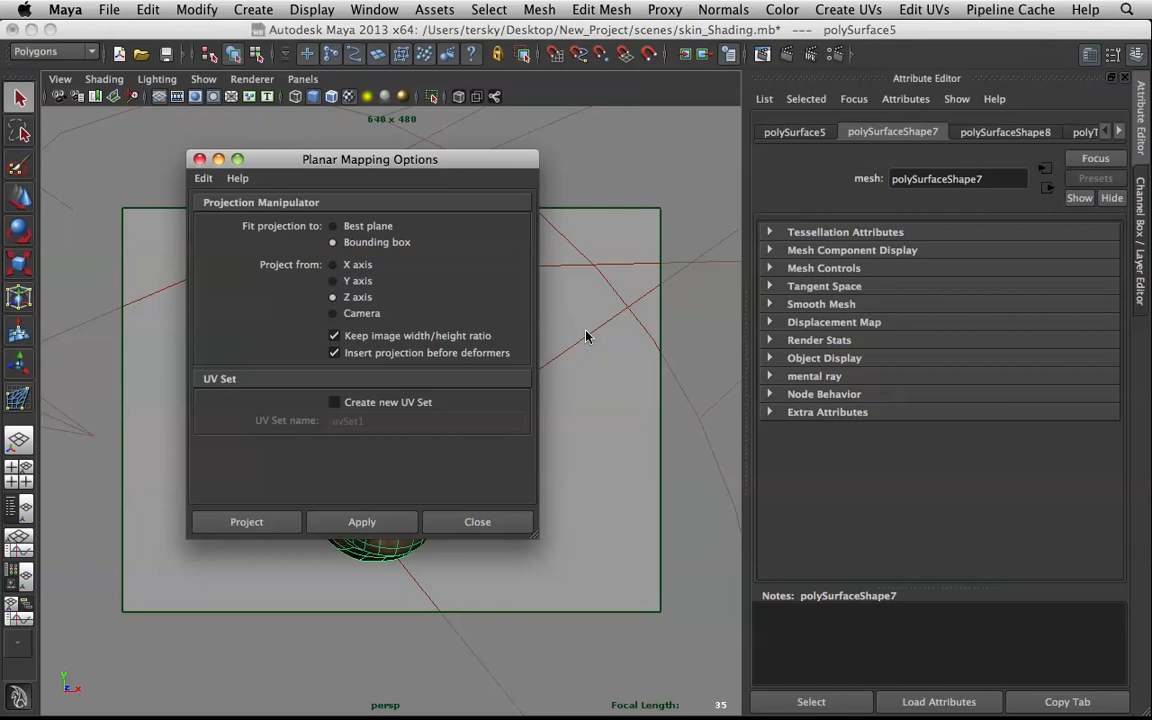 Maya File Edit Modify Create Display Window Assets Select Mesh Edit Mesh Proxy Normals Color Create UVs Edit UVs Pipeline Cache Help
Autodesk Maya 2013 x64: /Users/tersky/Desktop/New_Project/scenes/skin_Shading.mb* --- polySurface5
Polygons
View Shading Lighting Show Renderer Panels
640 x 480
Planar Mapping Options
Edit Help
Projection Manipulator
Fit projection to: Best plane
Bounding box
Project from: X axis
Y axis
Z axis
Camera
Keep image width/height ratio
Insert projection before deformers
UV Set
Create new UV Set
UV Set name: uvSet1
Project Apply Close
y
z x
persp
Focal Length: 35
Attribute Editor
List Selected Focus Attributes Show Help
polySurface5 polySurfaceShape7 polySurfaceShape8 polyT
mesh: polySurfaceShape7
Focus
Presets
Show Hide
Tessellation Attributes
Mesh Component Display
Mesh Controls
Tangent Space
Smooth Mesh
Displacement Map
Render Stats
Object Display
mental ray
Node Behavior
Extra Attributes
Notes: polySurfaceShape7
Select Load Attributes Copy Tab
Attribute Editor
Channel Box / Layer Editor